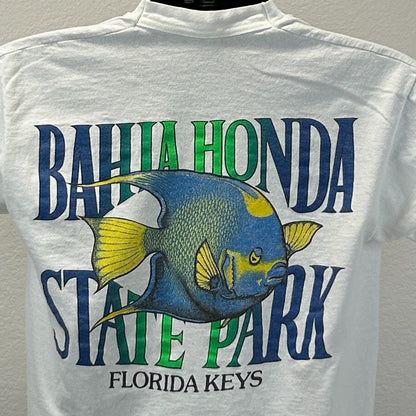 BAHIA HONDA
STATE PARK
FLORIDA KEYS